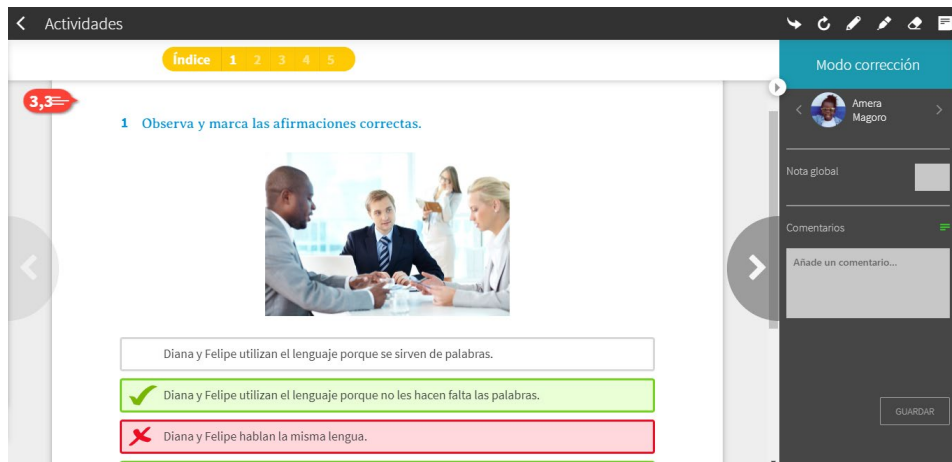 Actividades
Índice 1 2 3 4 5
Modo corrección
3,3
Amera
Magoro
1 Observa y marca las afirmaciones correctas.
Nota global
Comentarios
Añade un comentario...
Diana y Felipe utilizan el lenguaje porque se sirven de palabras.
Diana y Felipe utilizan el lenguaje porque no les hacen falta las palabras.
GUARDAR
Diana y Felipe hablan la misma lengua.